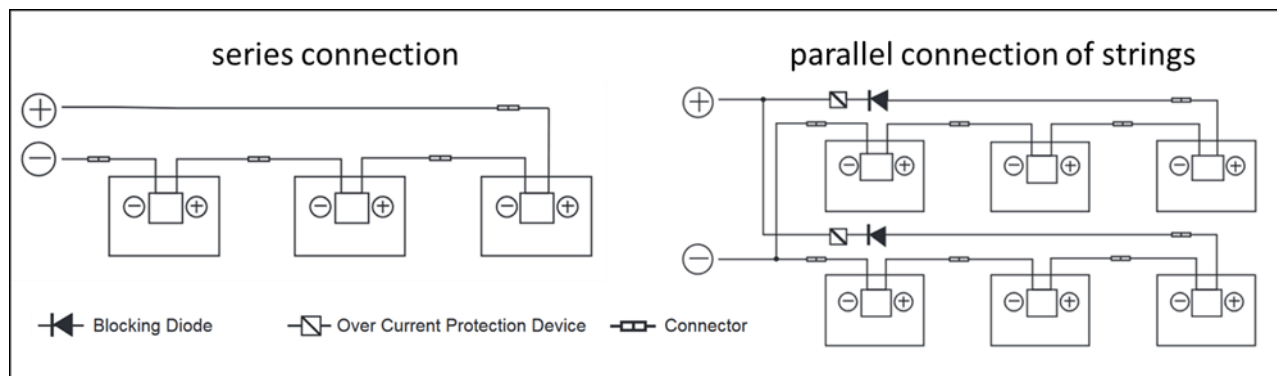 series connection
parallel connection of strings
+
−
− + − + − +
+
− + − + − +
−
− + − + − +
Blocking Diode Over Current Protection Device Connector